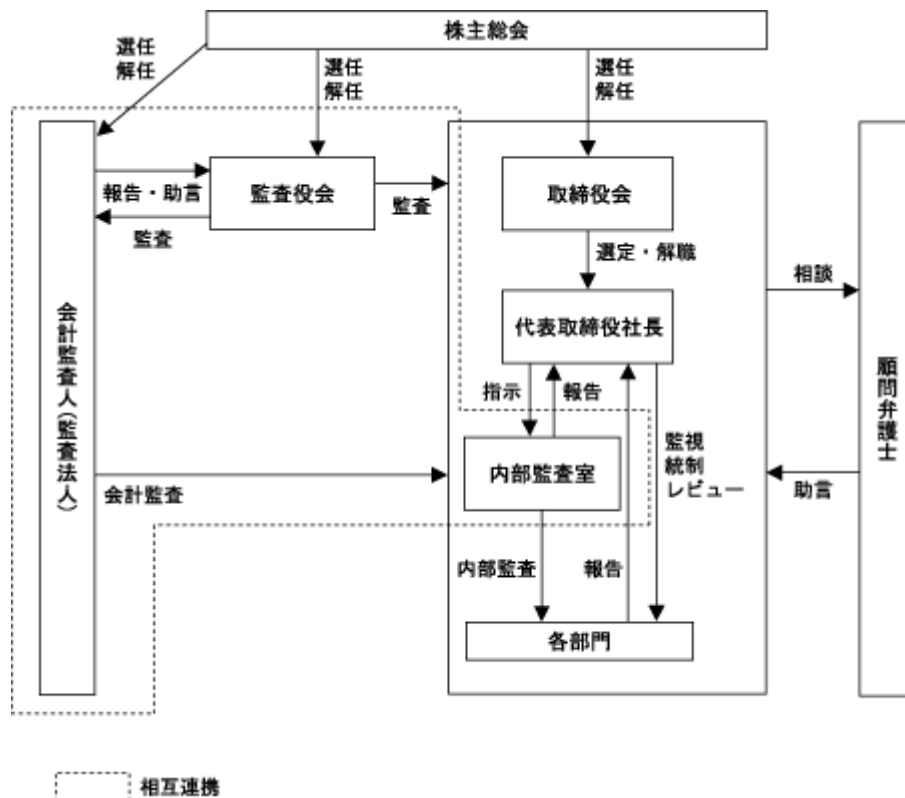 株主総会
選任
解任
選任
解任
選任
解任
報告・助言
監査役会
監査
監査
取締役会
選定・解職
相談
代表取締役社長
会計監査人(監査法人)
顧問弁護士
指示
報告
監視
統制
レビュー
内部監査室
会計監査
助言
内部監査
報告
各部門
相互連携